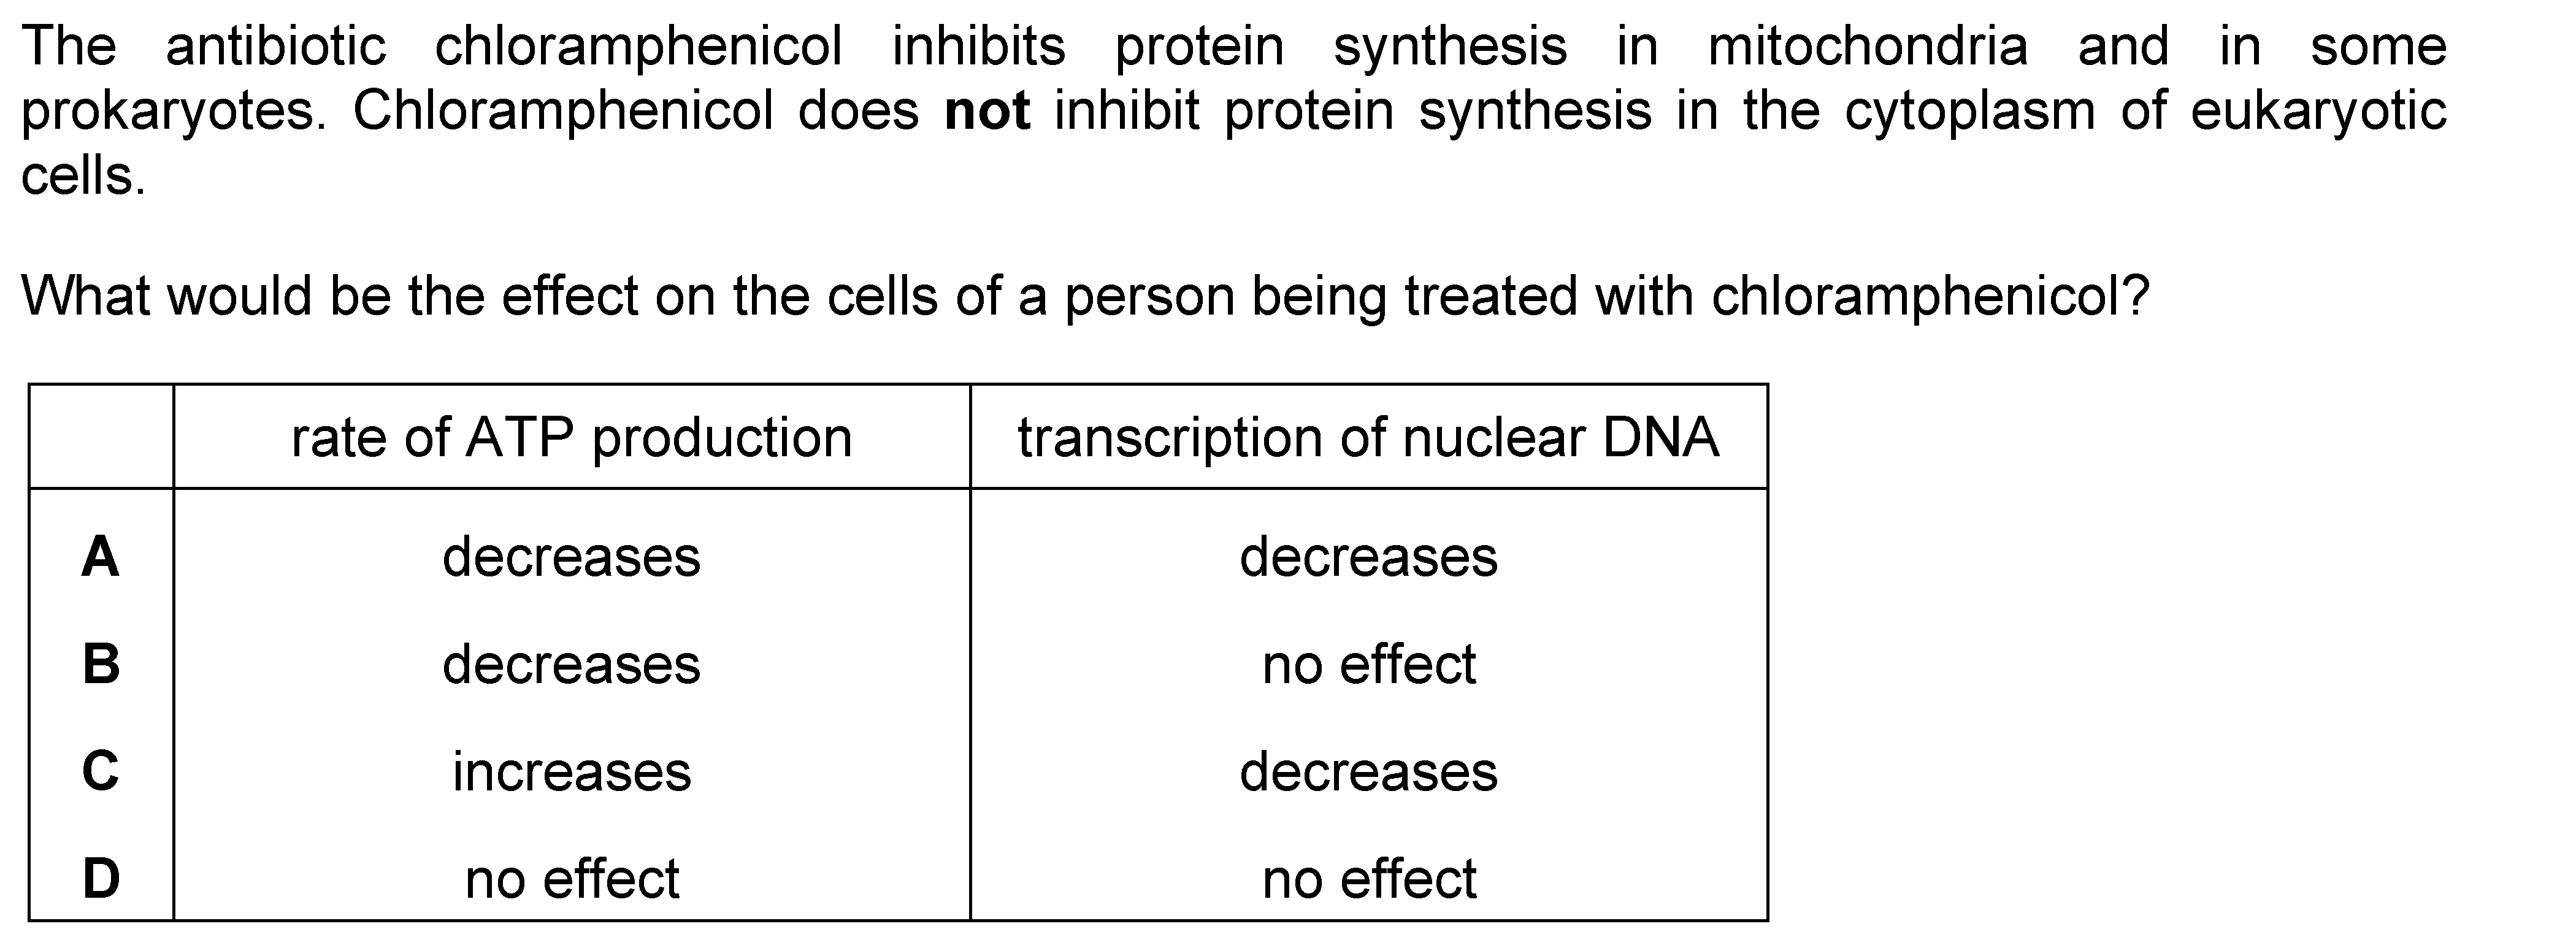 The antibiotic chloramphenicol inhibits protein synthesis in mitochondria and in some
prokaryotes. Chloramphenicol does not inhibit protein synthesis in the cytoplasm of eukaryotic
cells.
What would be the effect on the cells of a person being treated with chloramphenicol?
rate of ATP production transcription of nuclear DNA
A decreases decreases
B decreases no effect
C increases decreases
D no effect no effect